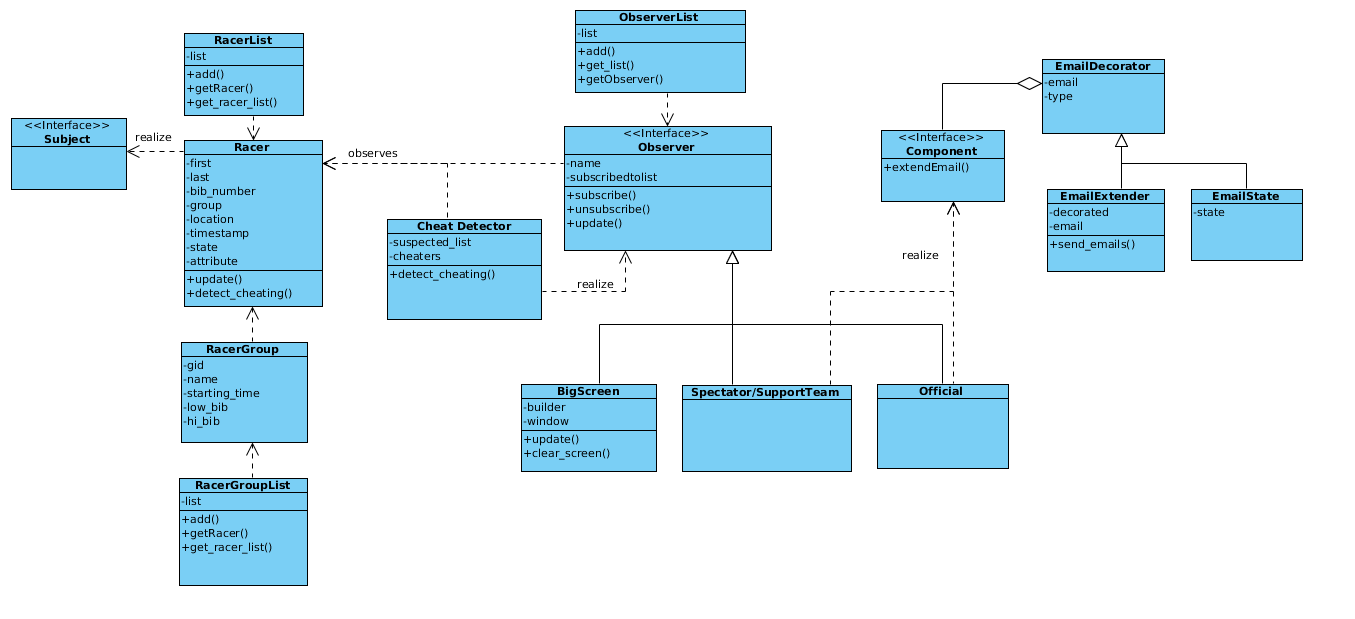 RacerList
-list
+add()
+getRacer()
+get_racer_list()
<<Interface>>
Subject
realize
Racer
-first
-last
-bib_number
-group
-location
-timestamp
-state
-attribute
+update()
+detect_cheating()
RacerGroup
-gid
-name
-starting_time
-low_bib
-hi_bib
RacerGroupList
-list
+add()
+getRacer()
+get_racer_list()
observes
Cheat Detector
-suspected_list
-cheaters
+detect_cheating()
realize
ObserverList
-list
+add()
+get_list()
+getObserver()
<<Interface>>
Observer
-name
-subscribedtolist
+subscribe()
+unsubscribe()
+update()
BigScreen
-builder
-window
+update()
+clear_screen()
Spectator/SupportTeam
Official
realize
<<Interface>>
Component
+extendEmail()
EmailDecorator
-email
-type
EmailExtender
-decorated
-email
+send_emails()
EmailState
-state